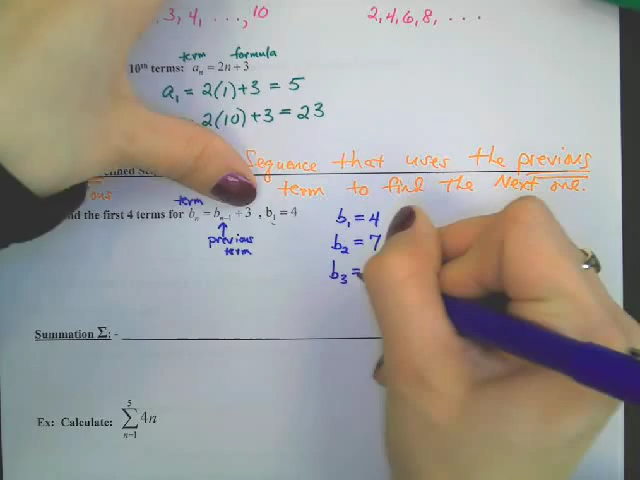 3, 4, . . . , 10
2, 4, 6, 8, . . .
term formula
10th terms: aₙ = 2n + 3
a₁ = 2(1)+3 = 5
= 2(10)+3 = 23
Sequence that uses the previous
term to find the Next one.
term
the first 4 terms for bₙ = bₙ₋₁ + 3 , b₁ = 4
previous
term
b₁ = 4
b₂ = 7
b₃ =
Summation Σ: -
5
Ex: Calculate: Σ 4n
n=1